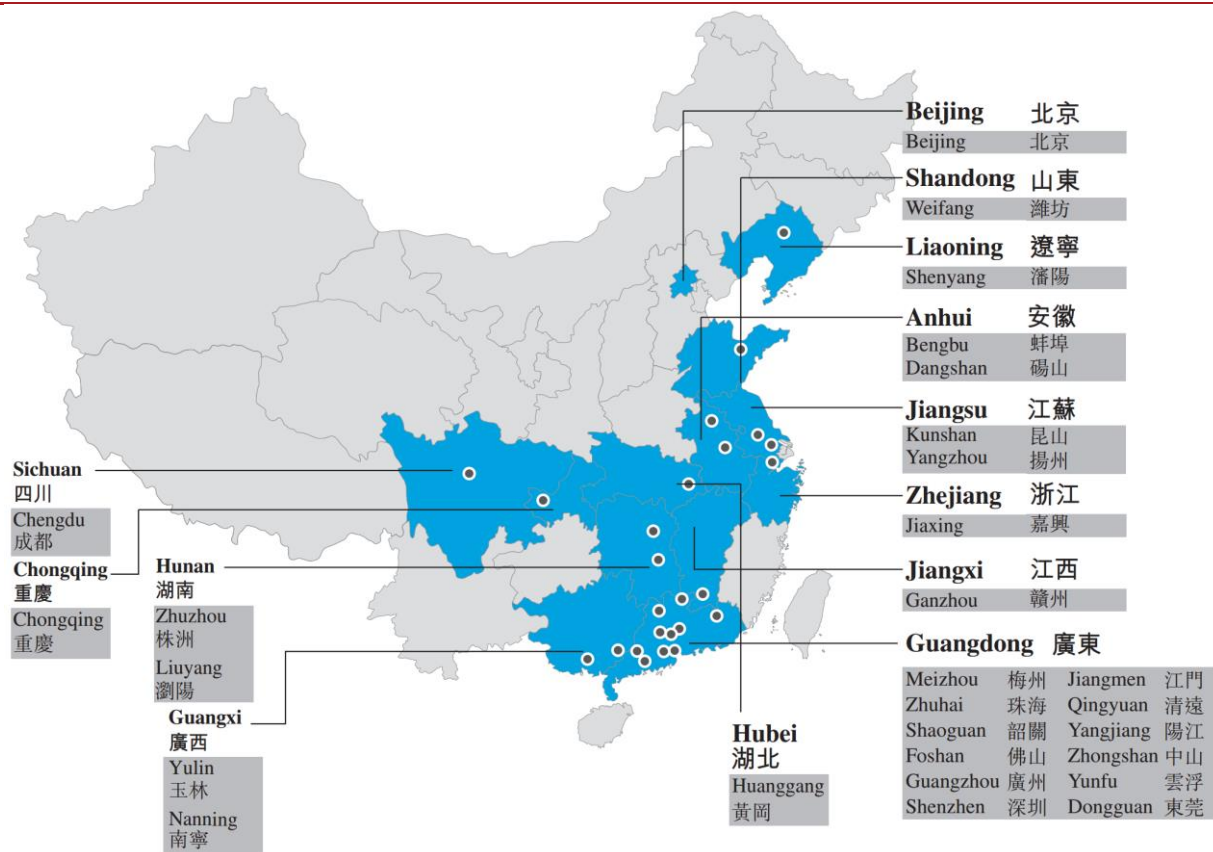 Beijing 北京
Beijing 北京
Shandong 山東
Weifang 濰坊
Liaoning 遼寧
Shenyang 瀋陽
Anhui 安徽
Bengbu 蚌埠
Dangshan 碭山
Jiangsu 江蘇
Kunshan 昆山
Yangzhou 揚州
Zhejiang 浙江
Jiaxing 嘉興
Jiangxi 江西
Ganzhou 贛州
Guangdong 廣東
Meizhou 梅州 Jiangmen 江門
Zhuhai 珠海 Qingyuan 清遠
Shaoguan 韶關 Yangjiang 陽江
Foshan 佛山 Zhongshan 中山
Guangzhou 廣州 Yunfu 雲浮
Shenzhen 深圳 Dongguan 東莞
Sichuan
四川
Chengdu
成都
Chongqing
重慶
Chongqing
重慶
Hunan
湖南
Zhuzhou
株洲
Liuyang
瀏陽
Guangxi
廣西
Yulin
玉林
Nanning
南寧
Hubei
湖北
Huanggang
黃岡